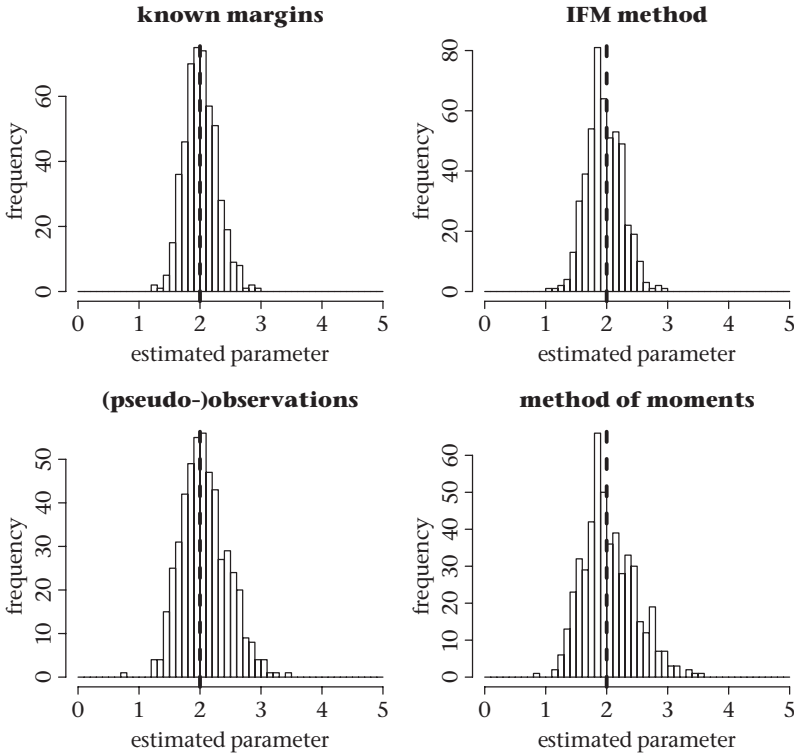 known margins
frequency
0
20
40
60
0 1 2 3 4 5
estimated parameter
IFM method
frequency
0
20
40
60
80
0 1 2 3 4 5
estimated parameter
(pseudo-)observations
frequency
0
10
20
30
40
50
0 1 2 3 4 5
estimated parameter
method of moments
frequency
0
10
20
30
40
50
60
0 1 2 3 4 5
estimated parameter